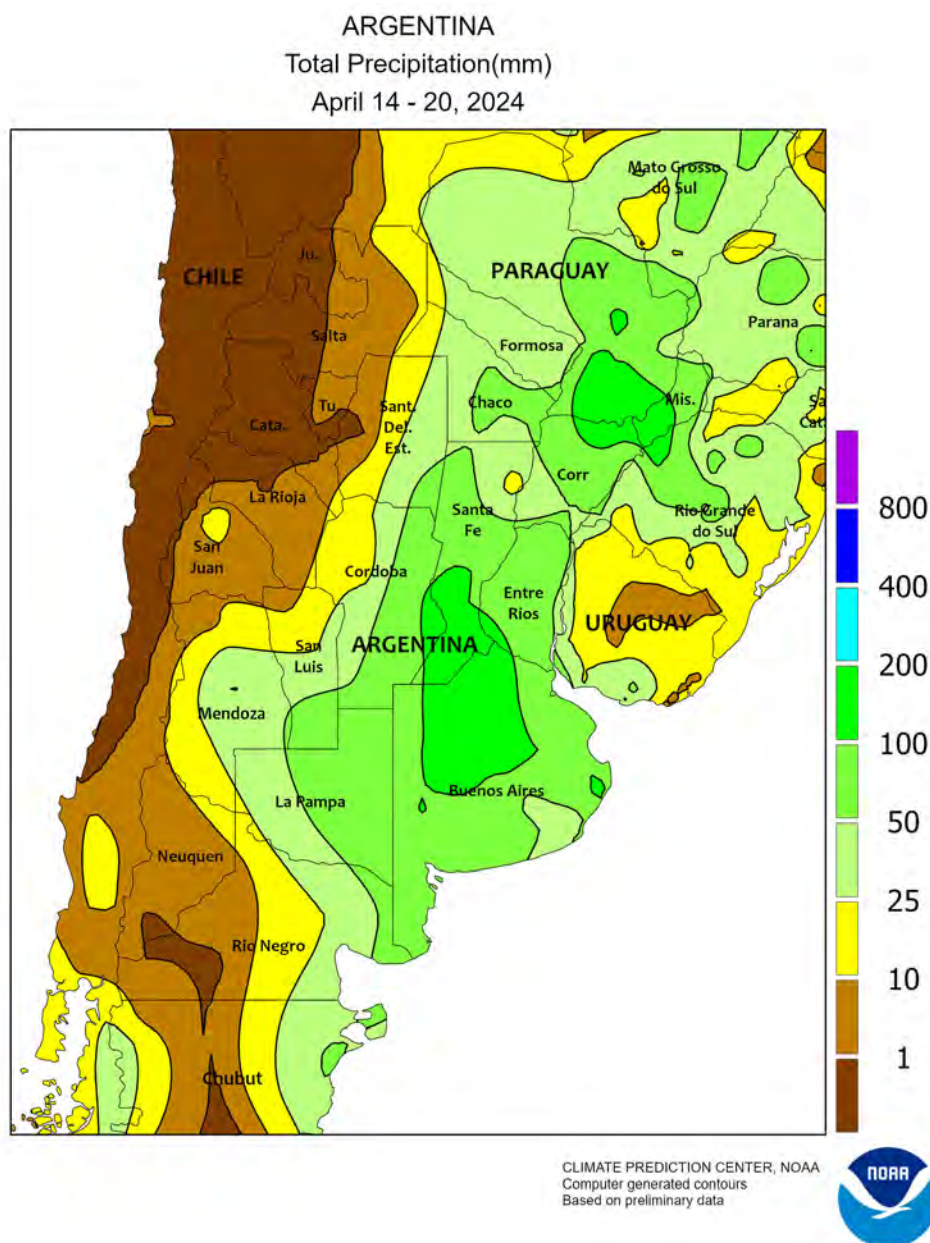 ARGENTINA
Total Precipitation(mm)
April 14 - 20, 2024
Mato Grosso
do Sul
Ju.
CHILE
PARAGUAY
Salta
Parana
Formosa
Tu.
Sant.
Del.
Est.
Chaco
Mis.
Sa
Cat.
Cata.
Corr
La Rioja
Santa
Fe
Rio Grande
do Sul
San
Juan
Cordoba
Entre
Rios
URUGUAY
ARGENTINA
San
Luis
Mendoza
La Pampa
Buenos Aires
Neuquen
Rio Negro
Chubut
800
400
200
100
50
25
10
1
CLIMATE PREDICTION CENTER, NOAA
Computer generated contours
Based on preliminary data
NOAA